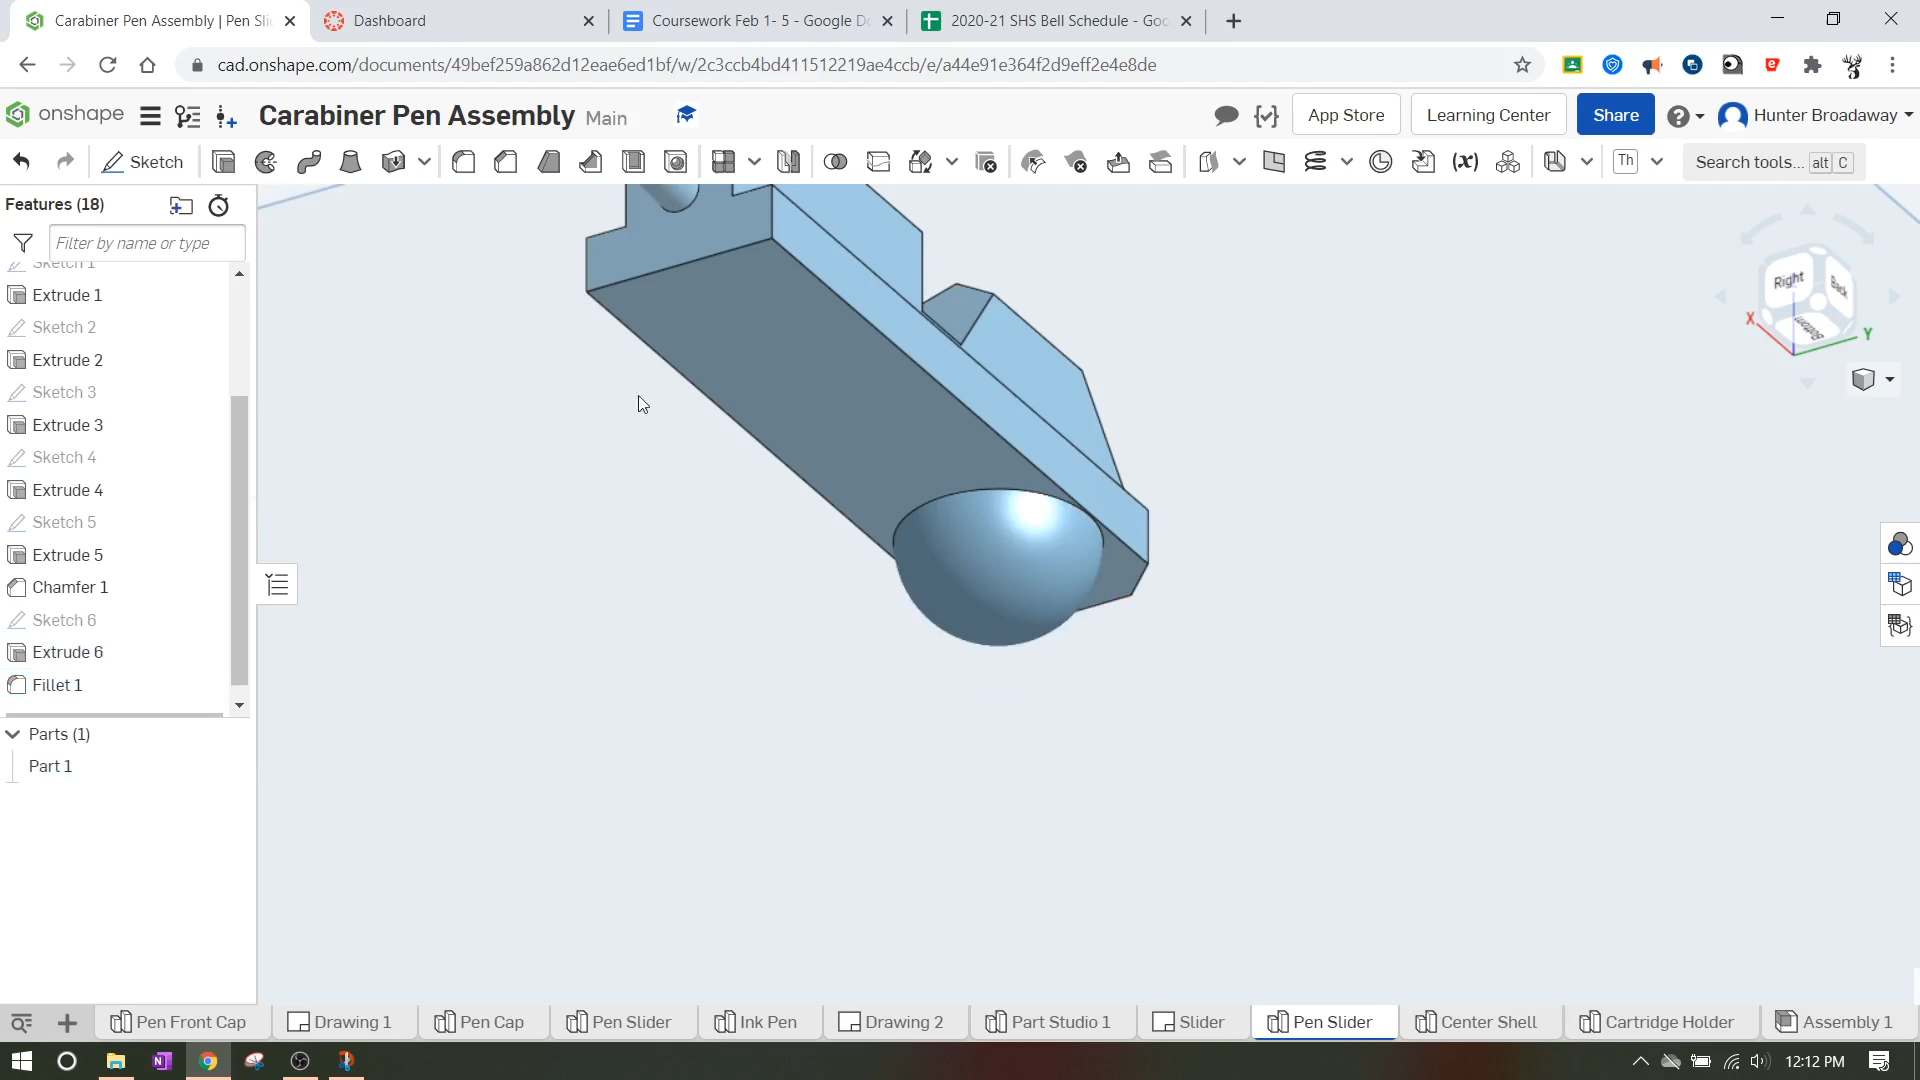 Carabiner Pen Assembly | Pen Sli
Dashboard
Coursework Feb 1- 5 - Google D
2020-21 SHS Bell Schedule - Goo
cad.onshape.com/documents/49bef259a862d12eae6ed1bf/w/2c3ccb4bd411512219ae4ccb/e/a44e91e364f2d9eff2e4e8de
onshape
Carabiner Pen Assembly Main
App Store
Learning Center
Share
Hunter Broadaway
Sketch
Th
Search tools... alt C
Features (18)
Filter by name or type
Sketch 1
Extrude 1
Sketch 2
Extrude 2
Sketch 3
Extrude 3
Sketch 4
Extrude 4
Sketch 5
Extrude 5
Chamfer 1
Sketch 6
Extrude 6
Fillet 1
Parts (1)
Part 1
Right
Back
Bottom
X
Y
Pen Front Cap
Drawing 1
Pen Cap
Pen Slider
Ink Pen
Drawing 2
Part Studio 1
Slider
Pen Slider
Center Shell
Cartridge Holder
Assembly 1
12:12 PM